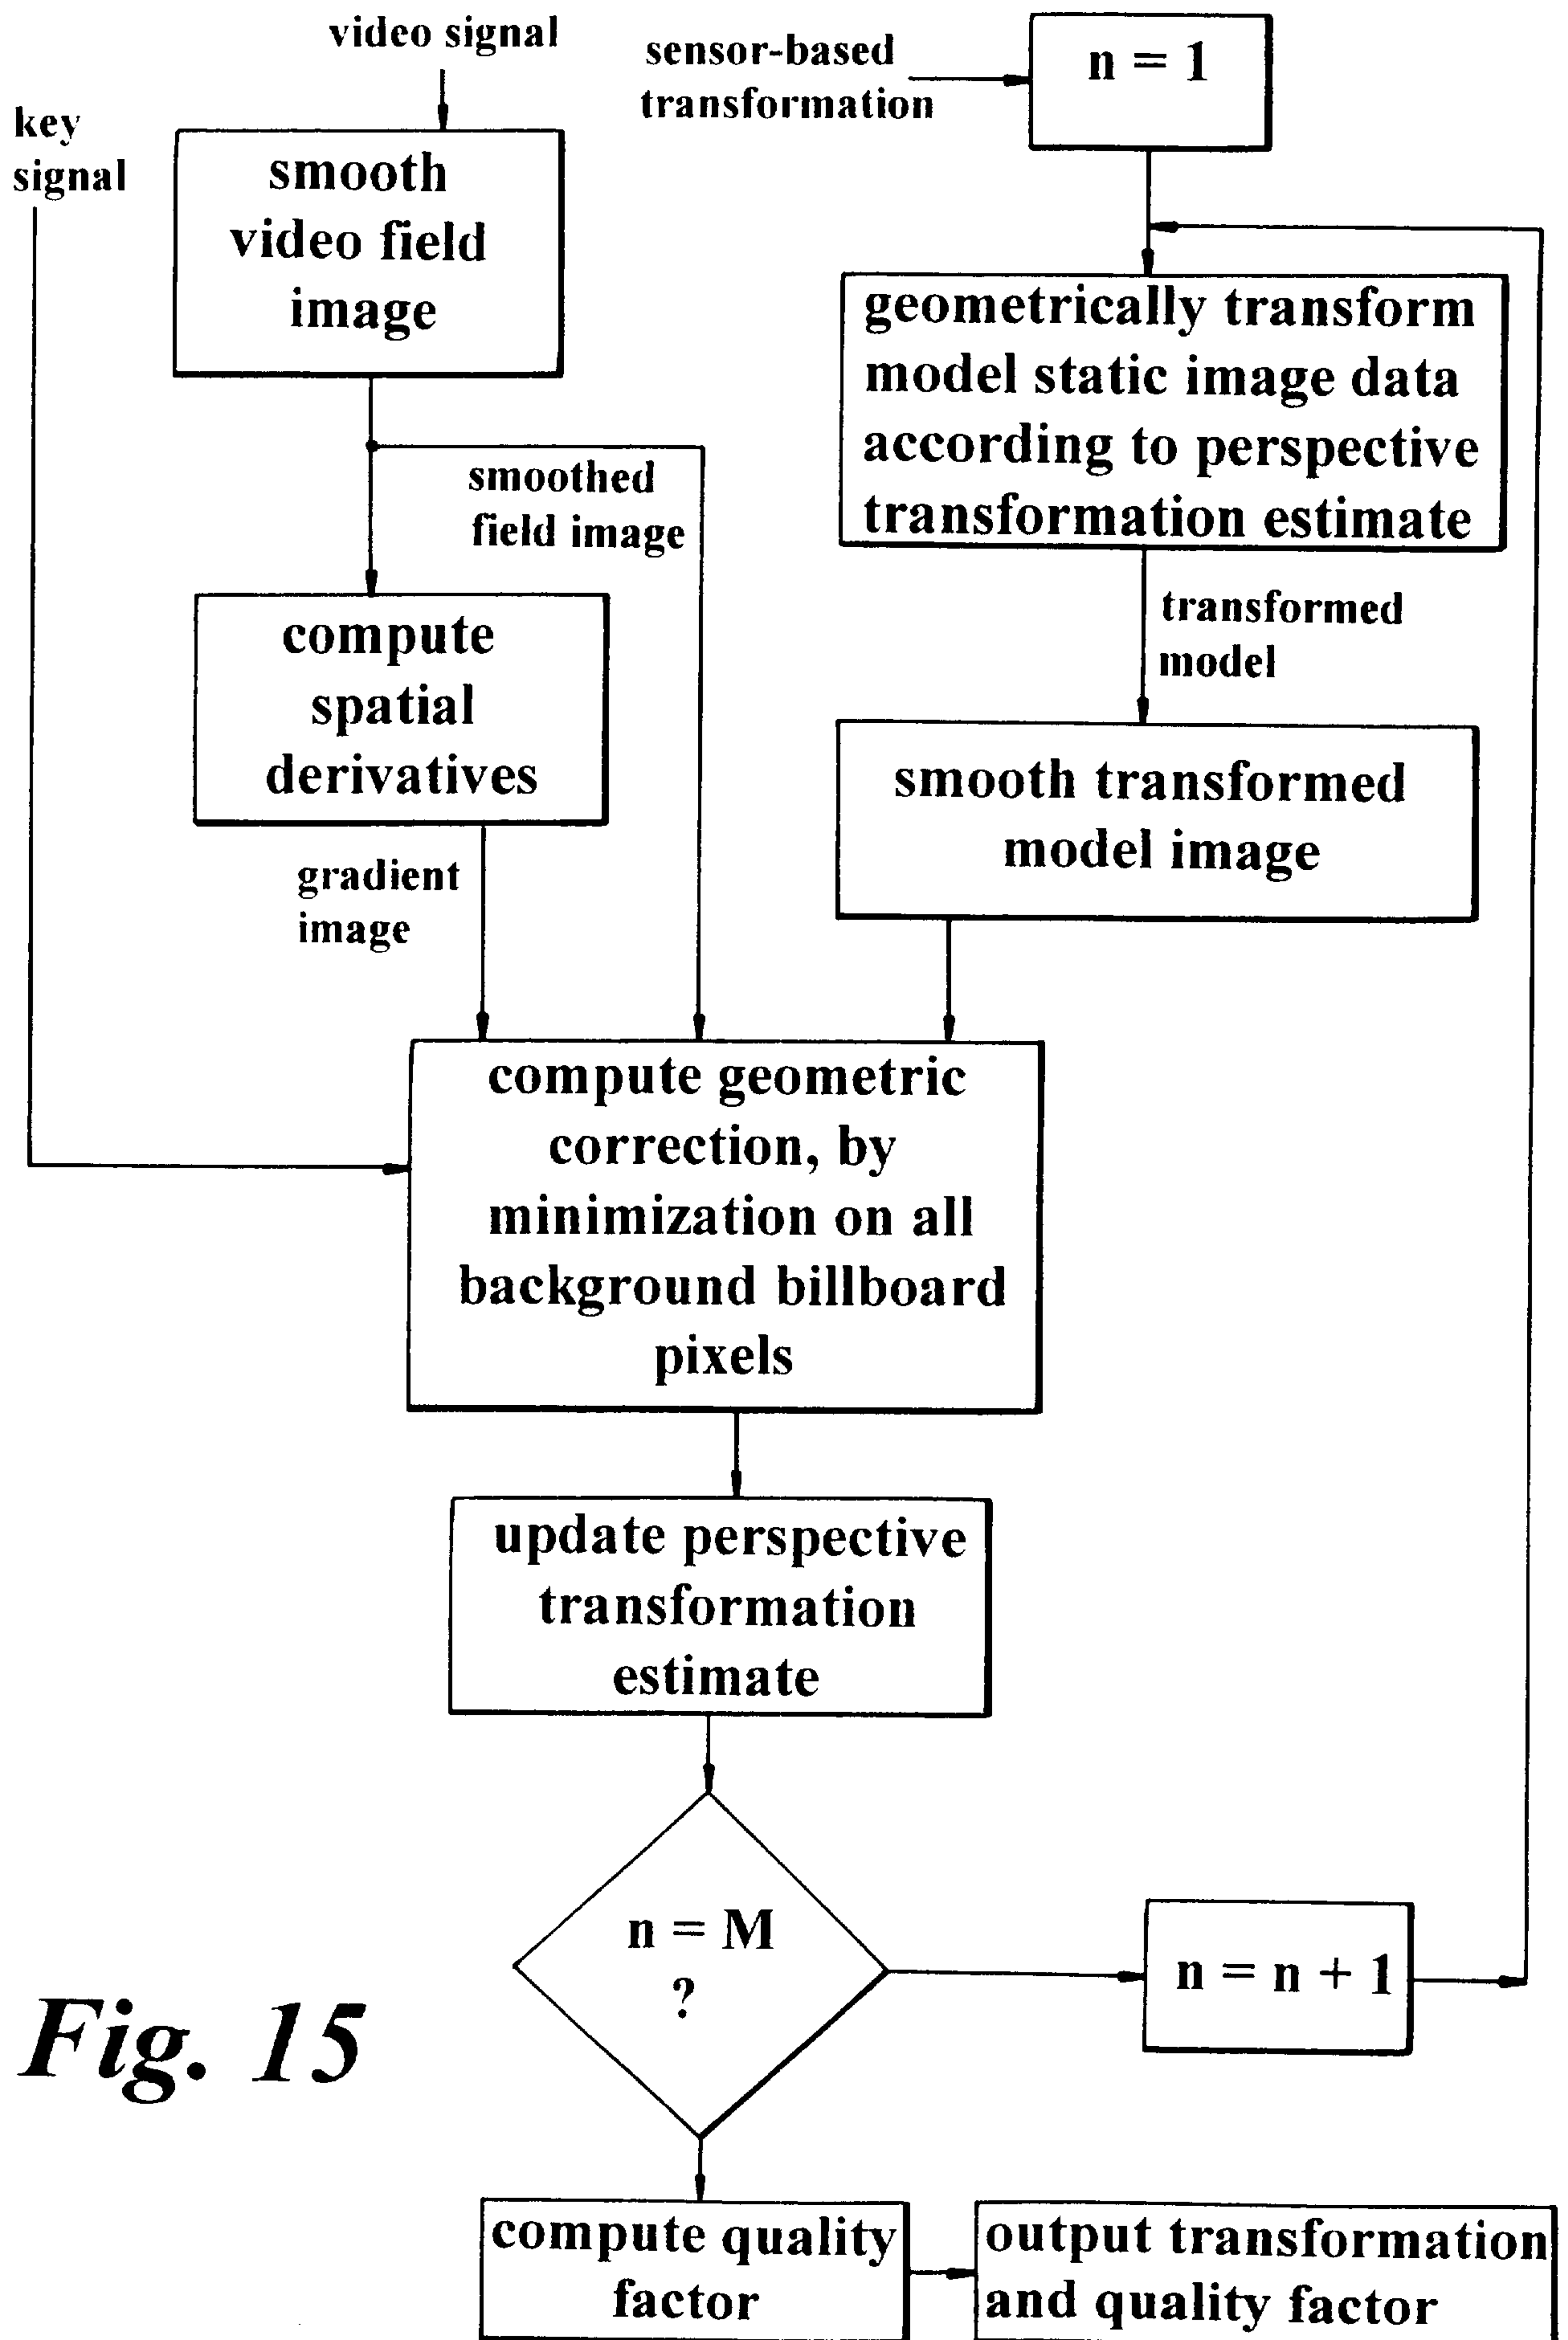 video signal
sensor-based
transformation
n = 1
key
signal
smooth
video field
image
geometrically transform
model static image data
according to perspective
transformation estimate
smoothed
field image
transformed
model
compute
spatial
derivatives
smooth transformed
model image
gradient
image
compute geometric
correction, by
minimization on all
background billboard
pixels
update perspective
transformation
estimate
n = M
?
n = n + 1
Fig. 15
compute quality
factor
output transformation
and quality factor